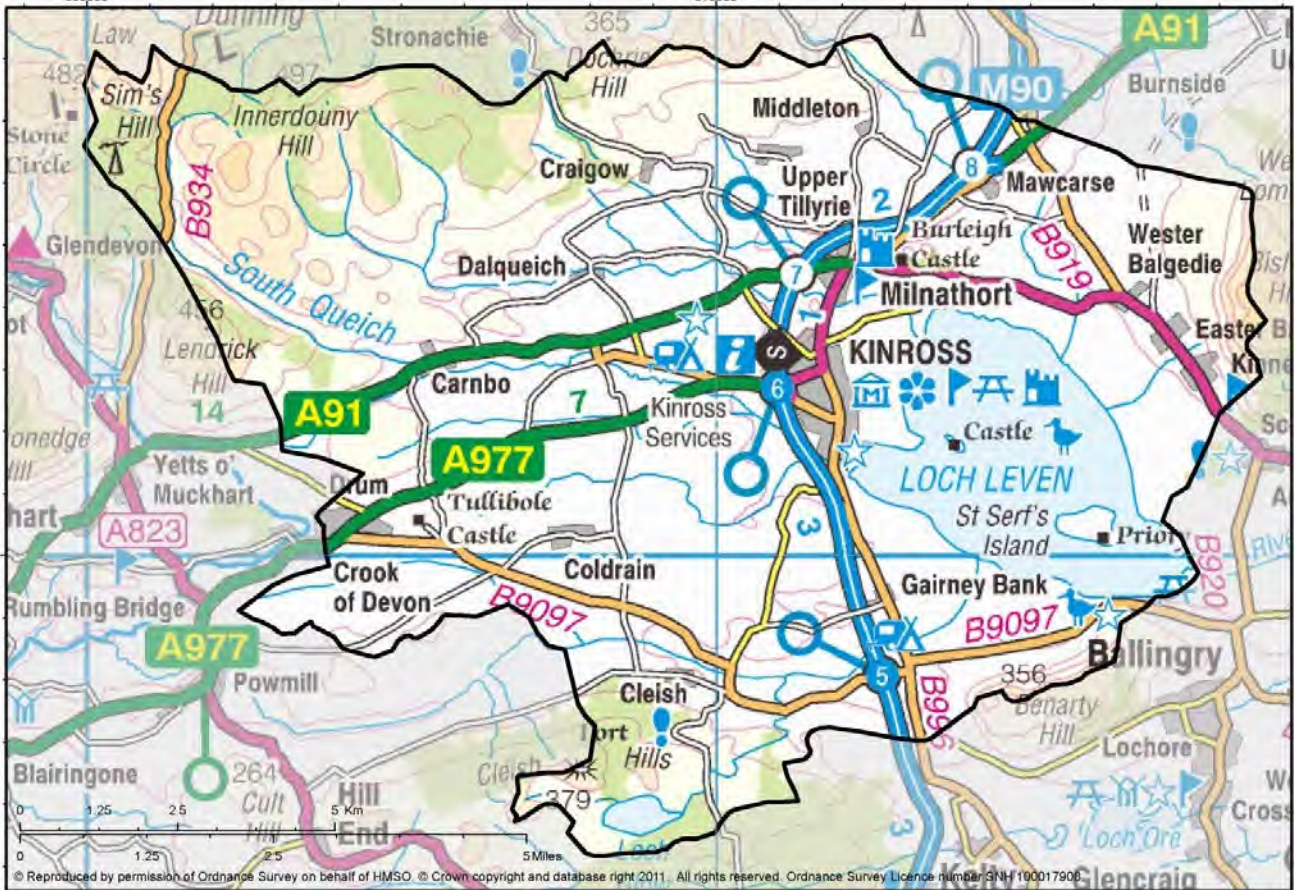 Law
Dunning
Stronachie
365
A91
482
Sim's
Hill
497
Innerdouny
Hill
Hill
Middleton
M90
Burnside
Stone
Circle
Craigow
Upper
Tillyrie
8
Mawcarse
B934
2
Burleigh
Castle
B919
Wester
Balgedie
Glendevon
South Queich
Dalqueich
7
Milnathort
1
456
Lendrick
Hill
14
S
KINROSS
Easter
Carnbo
i
6
A91
7
Kinross
Services
M
Castle
A977
LOCH LEVEN
Yetts o'
Muckhart
Drum
Tullibole
Castle
3
St Serf's
Island
A823
B920
Crook
of Devon
Coldrain
Gairney Bank
Rumbling Bridge
B9097
B9097
A977
Ballingry
Powmill
Cleish
5
356
Benarty
Hill
B996
Hills
Lochore
Blairingone
264
Cult
Hill
Cleish
379
Hill
End
3
Loch Ore
Loch
Glencraig
0 1.25 2.5 5 Km
0 1.25 2.5 5 Miles
© Reproduced by permission of Ordnance Survey on behalf of HMSO. © Crown copyright and database right 2011. All rights reserved. Ordnance Survey Licence number SNH 100017908.